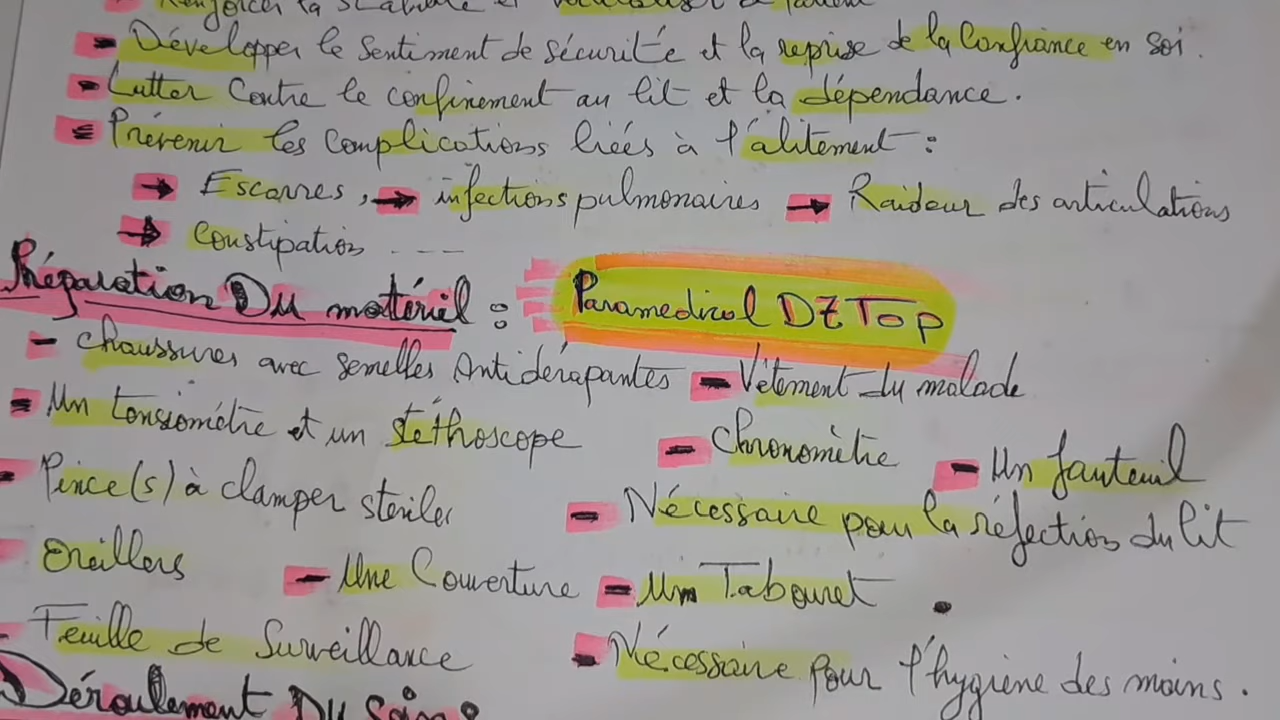 Renforcer la
Développer le sentiment de sécurité et la reprise de la Confiance en soi.
Lutter Contre le confinement au lit et la dépendance.
Prévenir les complications liées à l'alitement :
→ Escarres, → infections pulmonaires → Raideur des articulations
→ Constipation ----
Préparation Du matériel : Paramedical DZ Top
- chaussures avec semelles Antidérapantes - Vêtement du malade
- Un tensiomètre et un stéthoscope - Chronomètre - Un fauteuil
- Pince(s) à clamper steriles - Nécessaire pour la réfection du lit
Oreillers - Une Couverture - Un Tabouret .
- Feuille de Surveillance - Nécessaire pour l'hygiène des mains.
Déroulement Du Soin :